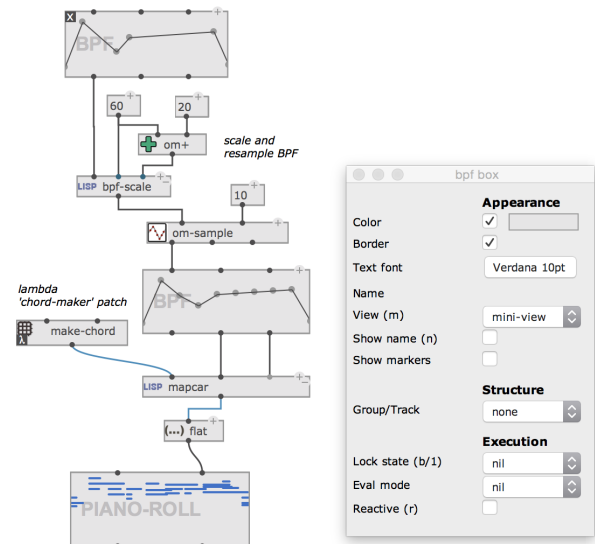 X
BPF
60
20
om+
scale and
resample BPF
LISP bpf-scale
10
om-sample
BPF
lambda
'chord-maker' patch
λ
make-chord
LISP mapcar
(...) flat
PIANO-ROLL
bpf box
Appearance
Color
Border
Text font Verdana 10pt
Name
View (m) mini-view
Show name (n)
Show markers
Structure
Group/Track none
Execution
Lock state (b/1) nil
Eval mode nil
Reactive (r)